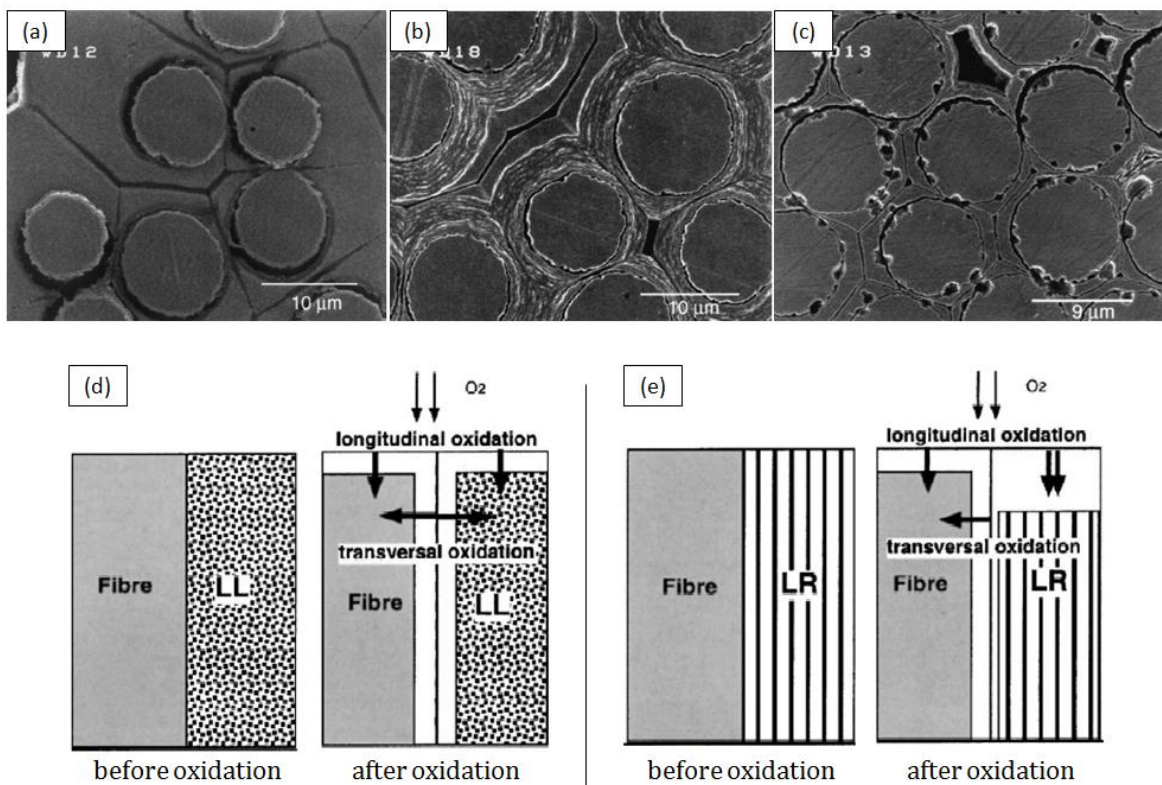 (a)
WD12
10 μm
(b)
WD18
10 μm
(c)
WD13
9 μm
(d)
O2
longitudinal oxidation
transversal oxidation
Fibre
LL
Fibre
LL
before oxidation
after oxidation
(e)
O2
longitudinal oxidation
transversal oxidation
Fibre
LR
Fibre
LR
before oxidation
after oxidation